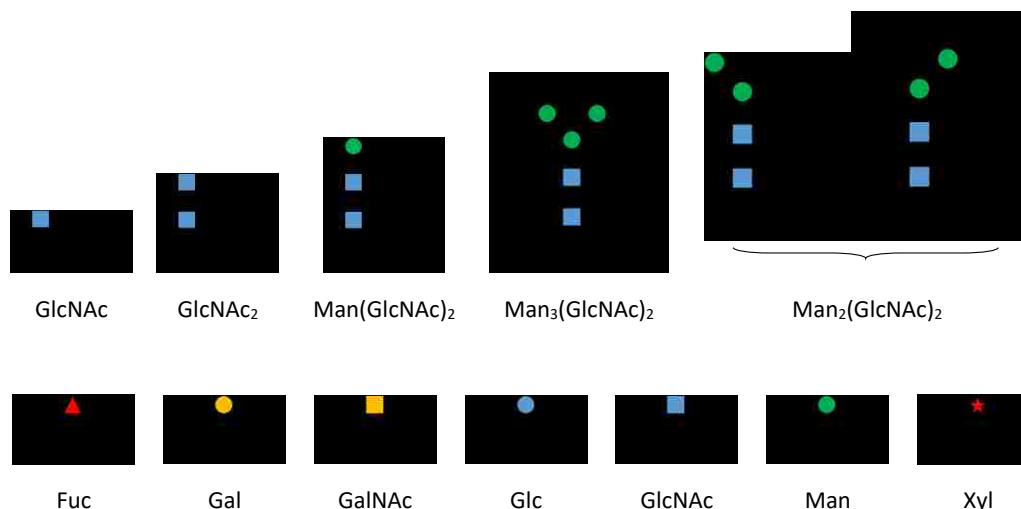 GlcNAc GlcNAc₂ Man(GlcNAc)₂ Man₃(GlcNAc)₂ Man₂(GlcNAc)₂
Fuc Gal GalNAc Glc GlcNAc Man Xyl